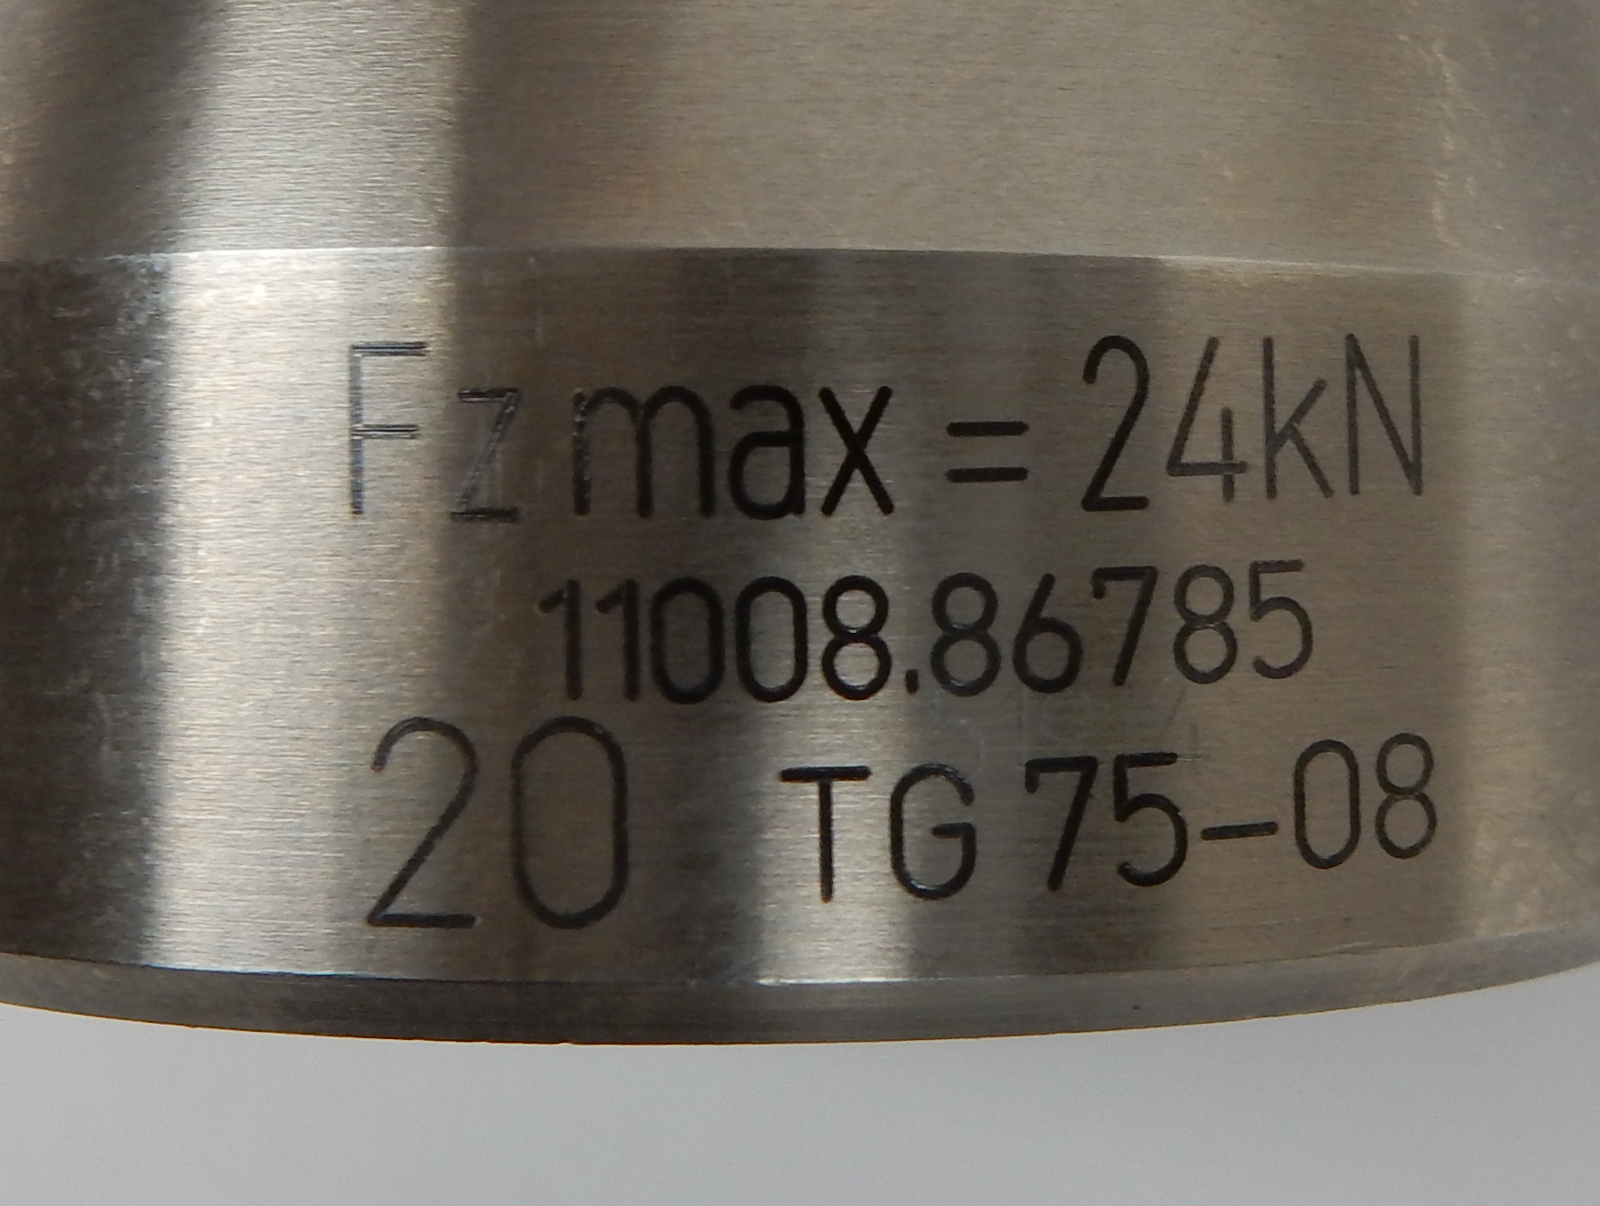 Fz max = 24kN
11008.86785
20 TG 75-08